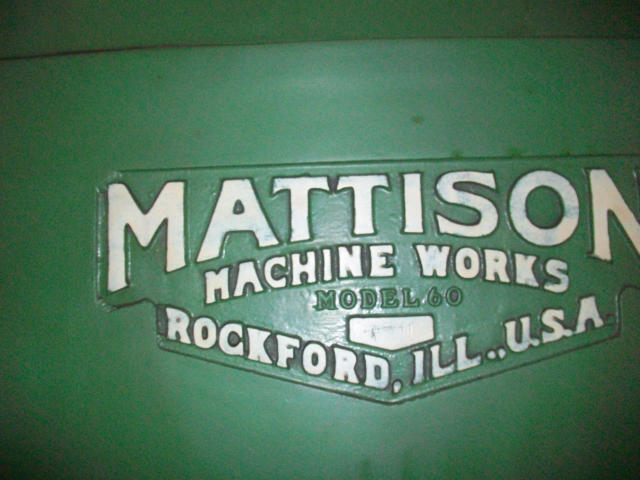 MATTISON
MACHINE WORKS
MODEL 60
ROCKFORD, ILL., U.S.A.